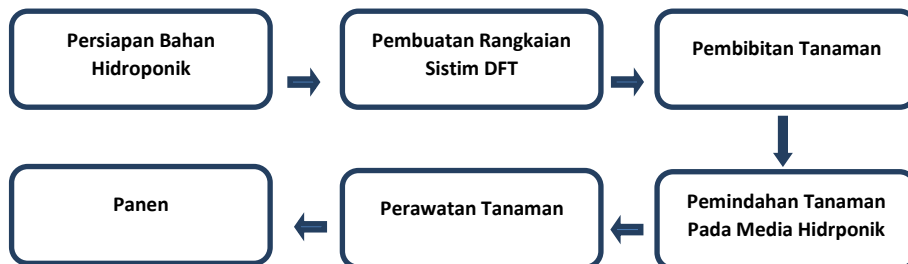 Persiapan Bahan
Hidroponik
Pembuatan Rangkaian
Sistim DFT
Pembibitan Tanaman
Pemindahan Tanaman
Pada Media Hidrponik
Perawatan Tanaman
Panen